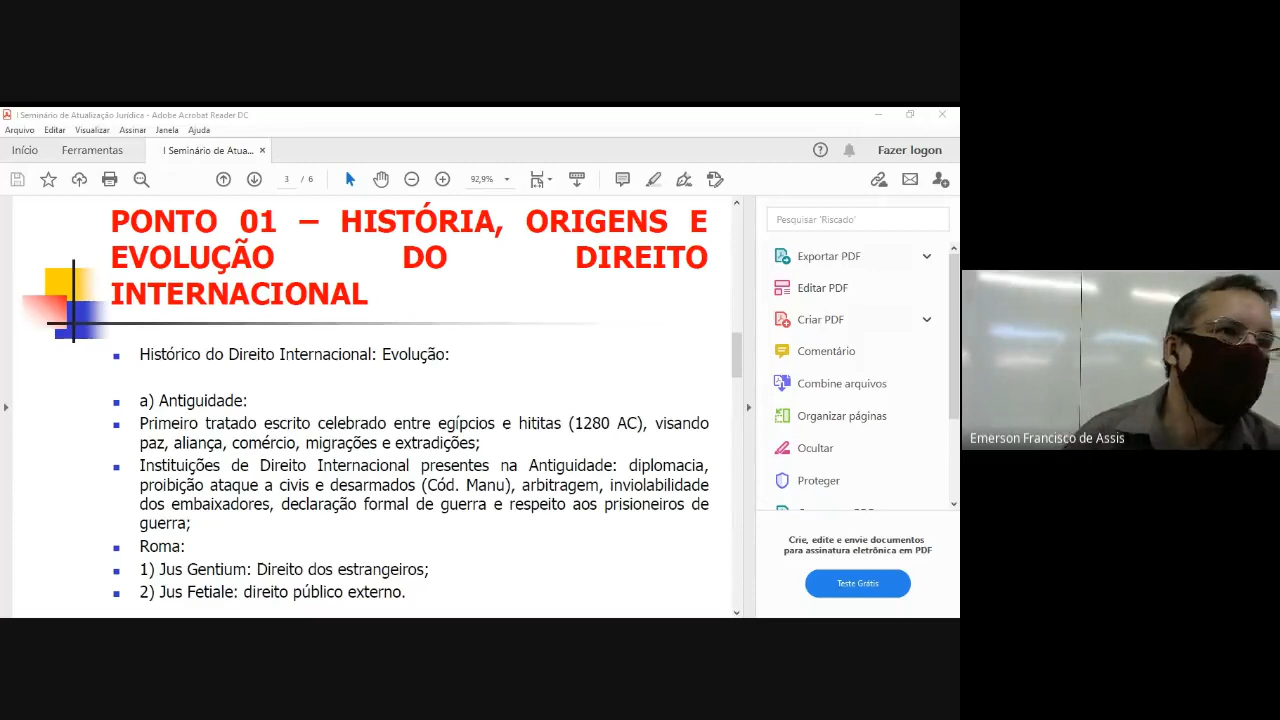 I Seminário de Atualização Jurídica - Adobe Acrobat Reader DC
Arquivo Editar Visualizar Assinar Janela Ajuda
Início Ferramentas I Seminário de Atua... × Fazer logon
3 / 6 92,9%
PONTO 01 – HISTÓRIA, ORIGENS E
EVOLUÇÃO DO DIREITO
INTERNACIONAL
Histórico do Direito Internacional: Evolução:
a) Antiguidade:
Primeiro tratado escrito celebrado entre egípcios e hititas (1280 AC), visando
paz, aliança, comércio, migrações e extradições;
Instituições de Direito Internacional presentes na Antiguidade: diplomacia,
proibição ataque a civis e desarmados (Cód. Manu), arbitragem, inviolabilidade
dos embaixadores, declaração formal de guerra e respeito aos prisioneiros de
guerra;
Roma:
1) Jus Gentium: Direito dos estrangeiros;
2) Jus Fetiale: direito público externo.
Pesquisar 'Riscado'
Exportar PDF
Editar PDF
Criar PDF
Comentário
Combine arquivos
Organizar páginas
Ocultar
Proteger
Crie, edite e envie documentos
para assinatura eletrônica em PDF
Teste Grátis
Emerson Francisco de Assis